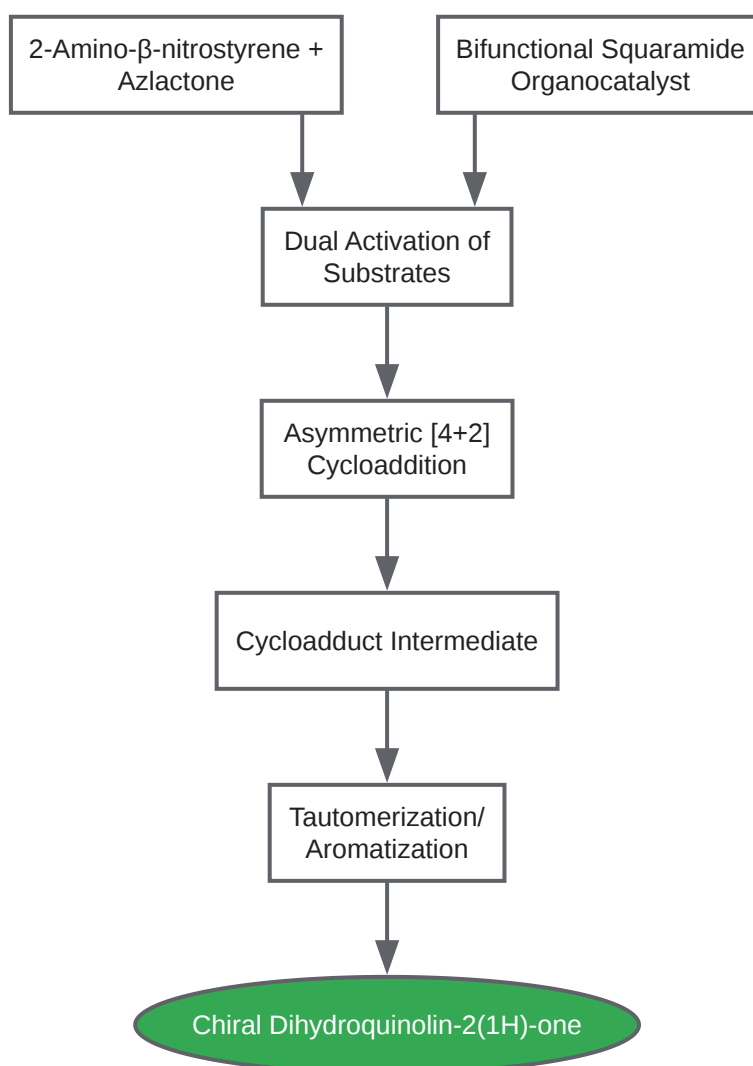 2-Amino-β-nitrostyrene +
Azlactone
Bifunctional Squaramide
Organocatalyst
Dual Activation of
Substrates
Asymmetric [4+2]
Cycloaddition
Cycloadduct Intermediate
Tautomerization/
Aromatization
Chiral Dihydroquinolin-2(1H)-one